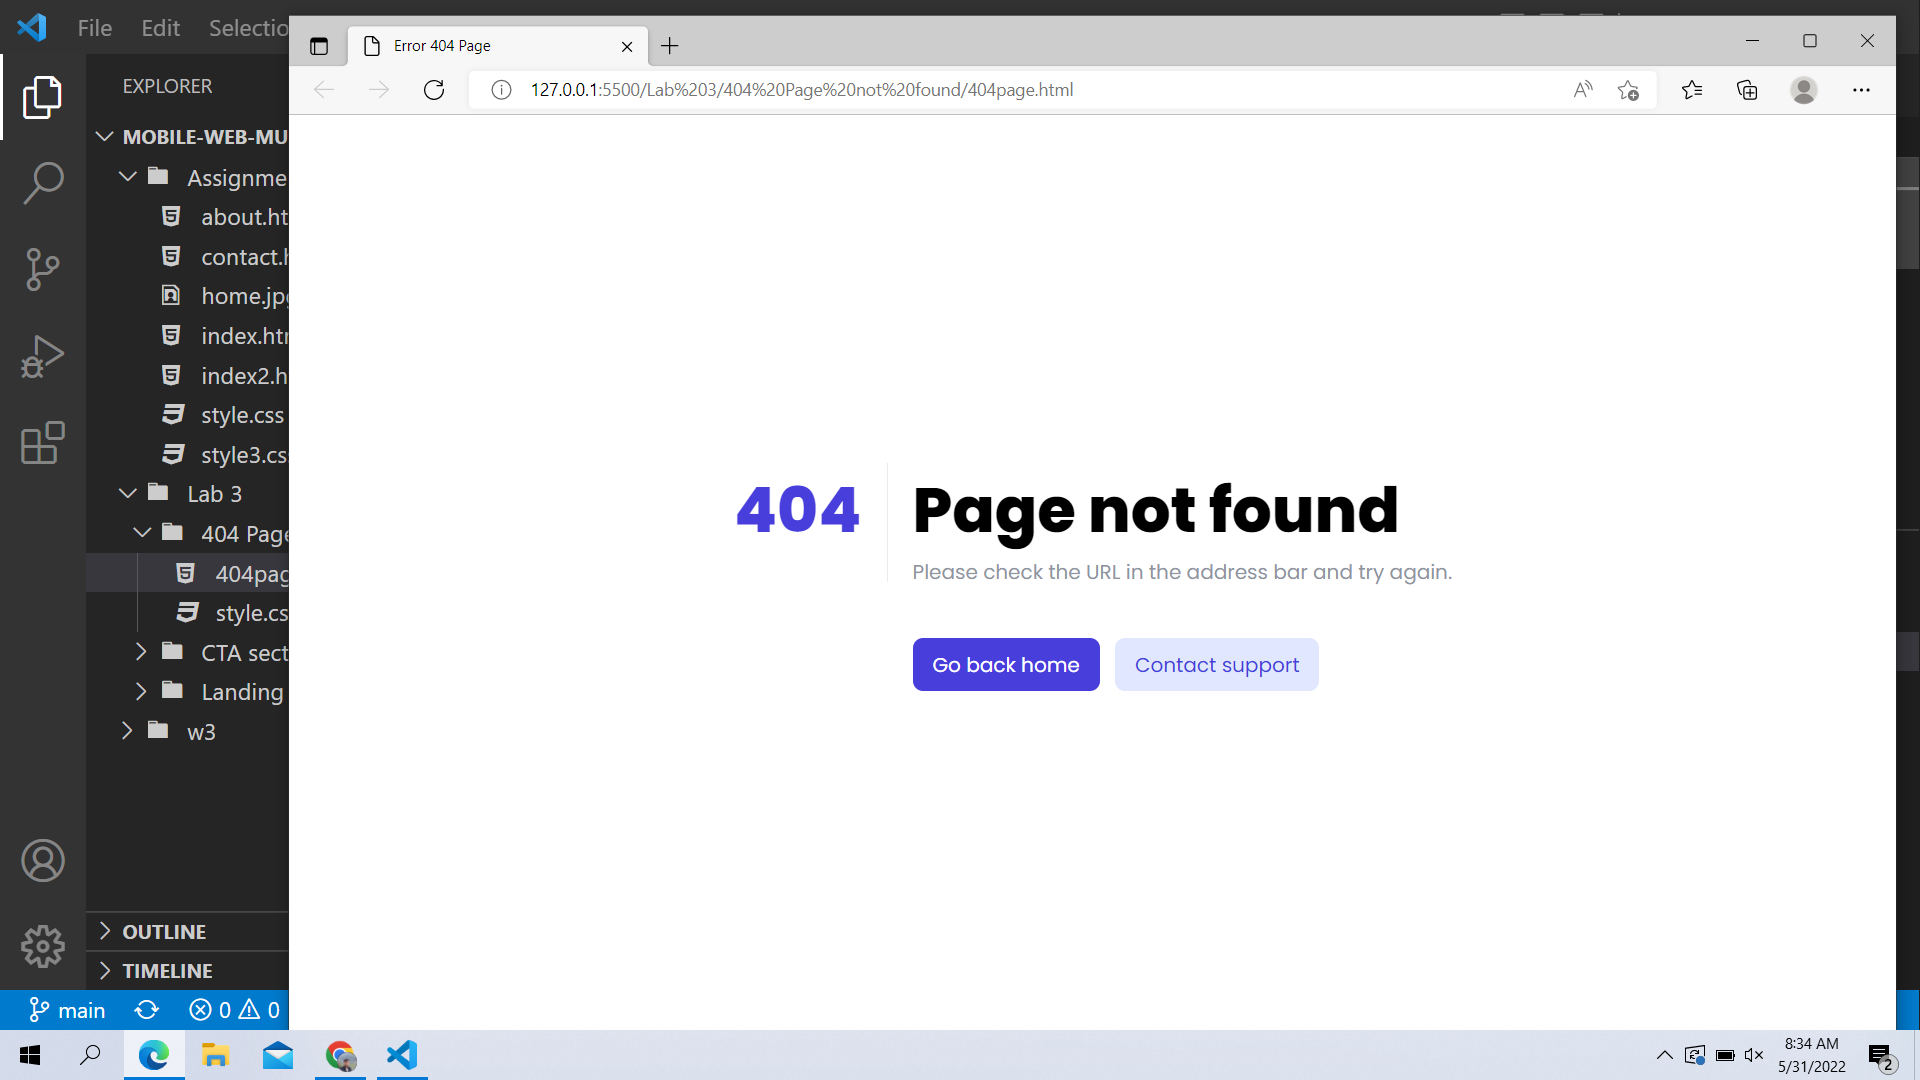 File Edit Selectio
Error 404 Page
127.0.0.1:5500/Lab%203/404%20Page%20not%20found/404page.html
EXPLORER
MOBILE-WEB-MU
Assignme
about.ht
contact.h
home.jpg
index.htm
index2.h
style.css
style3.cs
Lab 3
404 Page
404pag
style.cs
CTA sect
Landing
w3
OUTLINE
TIMELINE
main 0 0
404
Page not found
Please check the URL in the address bar and try again.
Go back home
Contact support
8:34 AM
5/31/2022
2